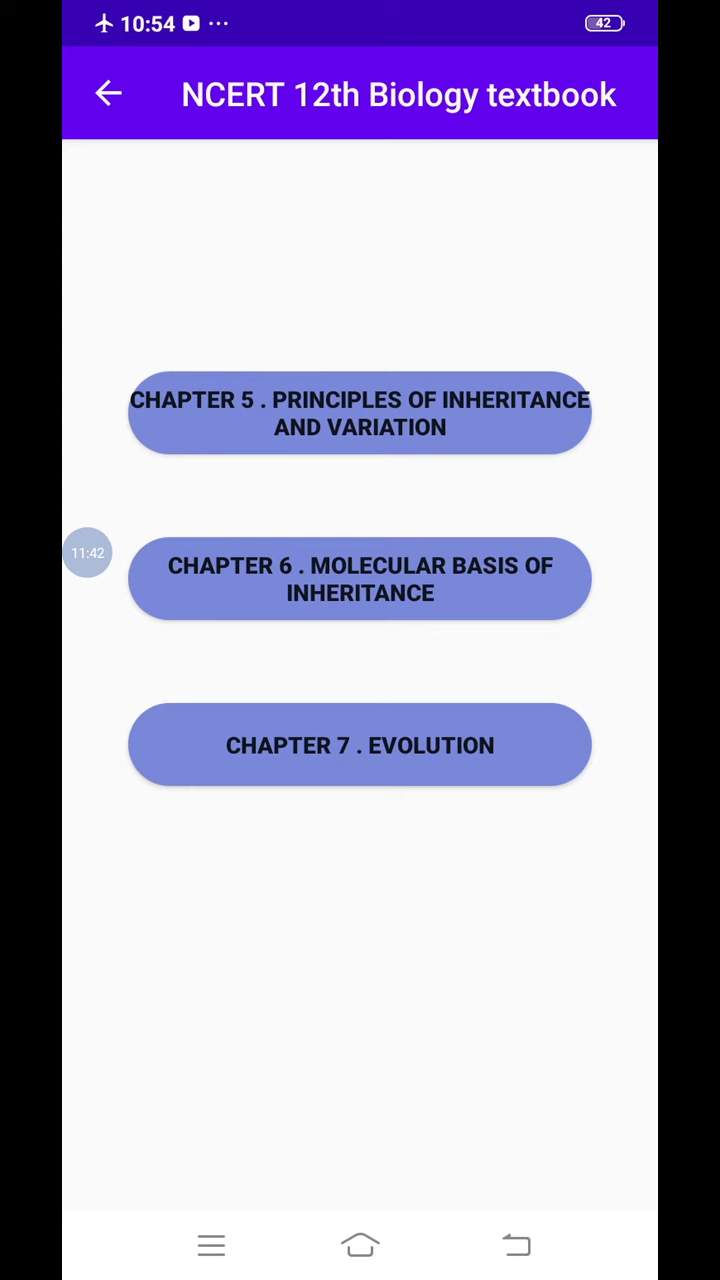 10:54
42
NCERT 12th Biology textbook
CHAPTER 5 . PRINCIPLES OF INHERITANCE
AND VARIATION
11:42
CHAPTER 6 . MOLECULAR BASIS OF
INHERITANCE
CHAPTER 7 . EVOLUTION